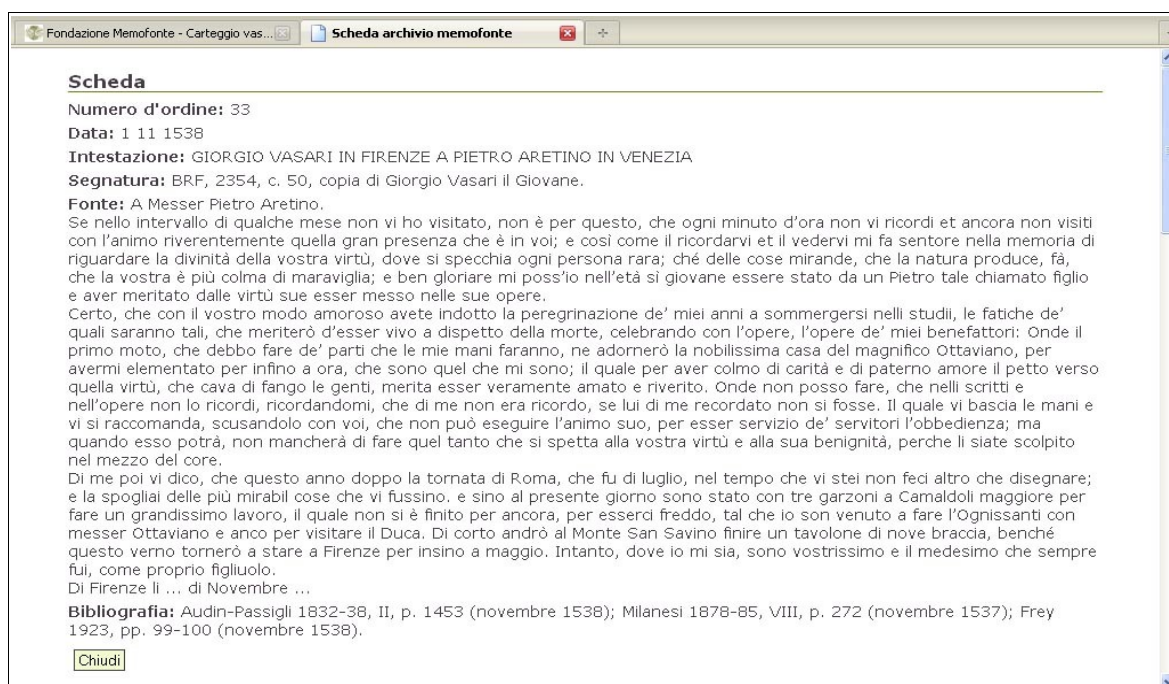 Fondazione Memofonte - Carteggio vas...
Scheda archivio memofonte
Scheda
Numero d'ordine: 33
Data: 1 11 1538
Intestazione: GIORGIO VASARI IN FIRENZE A PIETRO ARETINO IN VENEZIA
Segnatura: BRF, 2354, c. 50, copia di Giorgio Vasari il Giovane.
Fonte: A Messer Pietro Aretino.
Se nello intervallo di qualche mese non vi ho visitato, non è per questo, che ogni minuto d'ora non vi ricordi et ancora non visiti
con l'animo riverentemente quella gran presenza che è in voi; e così come il ricordarvi et il vedervi mi fa sentore nella memoria di
riguardare la divinità della vostra virtù, dove si specchia ogni persona rara; ché delle cose mirande, che la natura produce, fà,
che la vostra è più colma di maraviglia; e ben gloriare mi poss'io nell'età sì giovane essere stato da un Pietro tale chiamato figlio
e aver meritato dalle virtù sue esser messo nelle sue opere.
Certo, che con il vostro modo amoroso avete indotto la peregrinazione de' miei anni a sommergersi nelli studii, le fatiche de'
quali saranno tali, che meriterò d'esser vivo a dispetto della morte, celebrando con l'opere, l'opere de' miei benefattori: Onde il
primo moto, che debbo fare de' parti che le mie mani faranno, ne adornerò la nobilissima casa del magnifico Ottaviano, per
avermi elementato per infino a ora, che sono quel che mi sono; il quale per aver colmo di carità e di paterno amore il petto verso
quella virtù, che cava di fango le genti, merita esser veramente amato e riverito. Onde non posso fare, che nelli scritti e
nell'opere non lo ricordi, ricordandomi, che di me non era ricordo, se lui di me recordato non si fosse. Il quale vi bascia le mani e
vi si raccomanda, scusandolo con voi, che non può eseguire l'animo suo, per esser servizio de' servitori l'obbedienza; ma
quando esso potrà, non mancherà di fare quel tanto che si spetta alla vostra virtù e alla sua benignità, perche li siate scolpito
nel mezzo del core.
Di me poi vi dico, che questo anno doppo la tornata di Roma, che fu di luglio, nel tempo che vi stei non feci altro che disegnare;
e la spogliai delle più mirabil cose che vi fussino. e sino al presente giorno sono stato con tre garzoni a Camaldoli maggiore per
fare un grandissimo lavoro, il quale non si è finito per ancora, per esserci freddo, tal che io son venuto a fare l'Ognissanti con
messer Ottaviano e anco per visitare il Duca. Di corto andrò al Monte San Savino finire un tavolone di nove braccia, benché
questo verno tornerò a stare a Firenze per insino a maggio. Intanto, dove io mi sia, sono vostrissimo e il medesimo che sempre
fui, come proprio figliuolo.
Di Firenze li ... di Novembre ...
Bibliografia: Audin-Passigli 1832-38, II, p. 1453 (novembre 1538); Milanesi 1878-85, VIII, p. 272 (novembre 1537); Frey
1923, pp. 99-100 (novembre 1538).
Chiudi